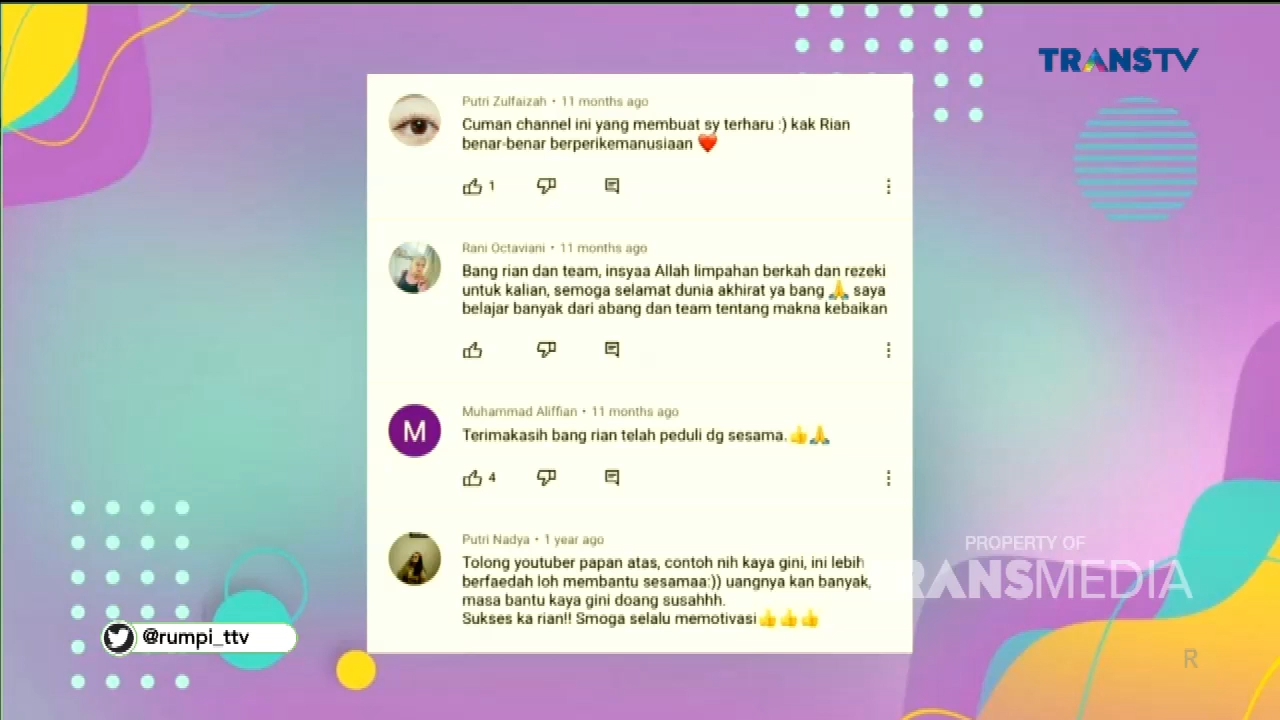 TRANSTV
Putri Zulfaizah • 11 months ago
Cuman channel ini yang membuat sy terharu :) kak Rian
benar-benar berperikemanusiaan ❤️
1
Rani Octaviani • 11 months ago
Bang rian dan team, insyaa Allah limpahan berkah dan rezeki
untuk kalian, semoga selamat dunia akhirat ya bang 🙏 saya
belajar banyak dari abang dan team tentang makna kebaikan
M
Muhammad Aliffian • 11 months ago
Terimakasih bang rian telah peduli dg sesama.👍🙏
4
Putri Nadya • 1 year ago
Tolong youtuber papan atas, contoh nih kaya gini, ini lebih
berfaedah loh membantu sesamaa:)) uangnya kan banyak,
masa bantu kaya gini doang susahhh.
Sukses ka rian!! Smoga selalu memotivasi👍👍👍
PROPERTY OF
TRANSMEDIA
@rumpi_ttv
R